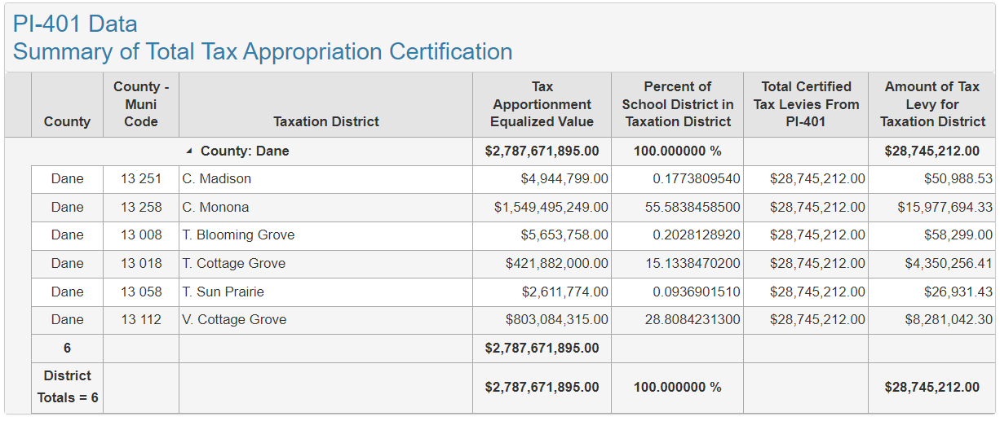 PI-401 Data
Summary of Total Tax Appropriation Certification
County County - Muni Code Taxation District Tax Apportionment Equalized Value Percent of School District in Taxation District Total Certified Tax Levies From PI-401 Amount of Tax Levy for Taxation District
County: Dane $2,787,671,895.00 100.000000 % $28,745,212.00
Dane 13 251 C. Madison $4,944,799.00 0.1773809540 $28,745,212.00 $50,988.53
Dane 13 258 C. Monona $1,549,495,249.00 55.5838458500 $28,745,212.00 $15,977,694.33
Dane 13 008 T. Blooming Grove $5,653,758.00 0.2028128920 $28,745,212.00 $58,299.00
Dane 13 018 T. Cottage Grove $421,882,000.00 15.1338470200 $28,745,212.00 $4,350,256.41
Dane 13 058 T. Sun Prairie $2,611,774.00 0.0936901510 $28,745,212.00 $26,931.43
Dane 13 112 V. Cottage Grove $803,084,315.00 28.8084231300 $28,745,212.00 $8,281,042.30
6 $2,787,671,895.00
District Totals = 6 $2,787,671,895.00 100.000000 % $28,745,212.00